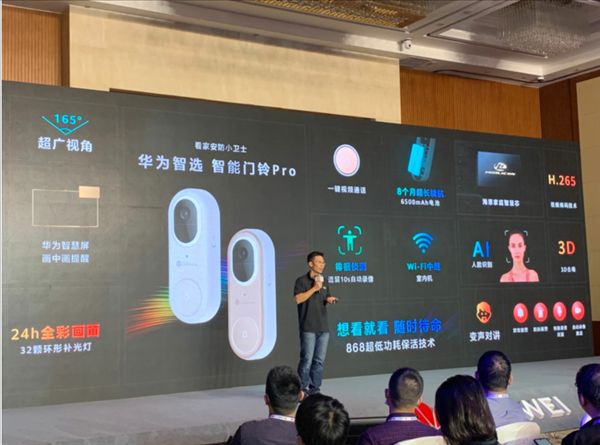 165°
超广视角
看家安防小卫士
华为智选 智能门铃Pro
一键视频通话
8个月超长续航
6500mAh电池
海思家庭智慧芯
H.265
视频编码技术
华为智慧屏
画中画提醒
徘徊侦测
逗留10s自动录像
Wi-Fi中继
室内机
AI
人脸识别
3D
24h全彩画面
32颗环形补光灯
想看就看 随时待命
868超低功耗保活技术
变声对讲
WEI